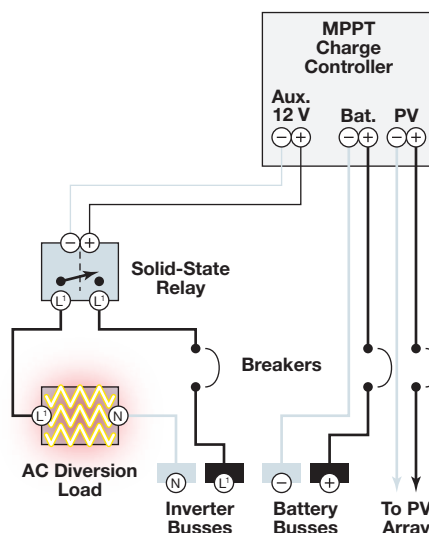 MPPT
Charge
Controller
Aux.
12 V
Bat.
PV
− + − + − +
− +
Solid-State
Relay
L1 L1
Breakers
L1 N
AC Diversion
Load
N L1 − +
Inverter
Busses
Battery
Busses
To PV
Array